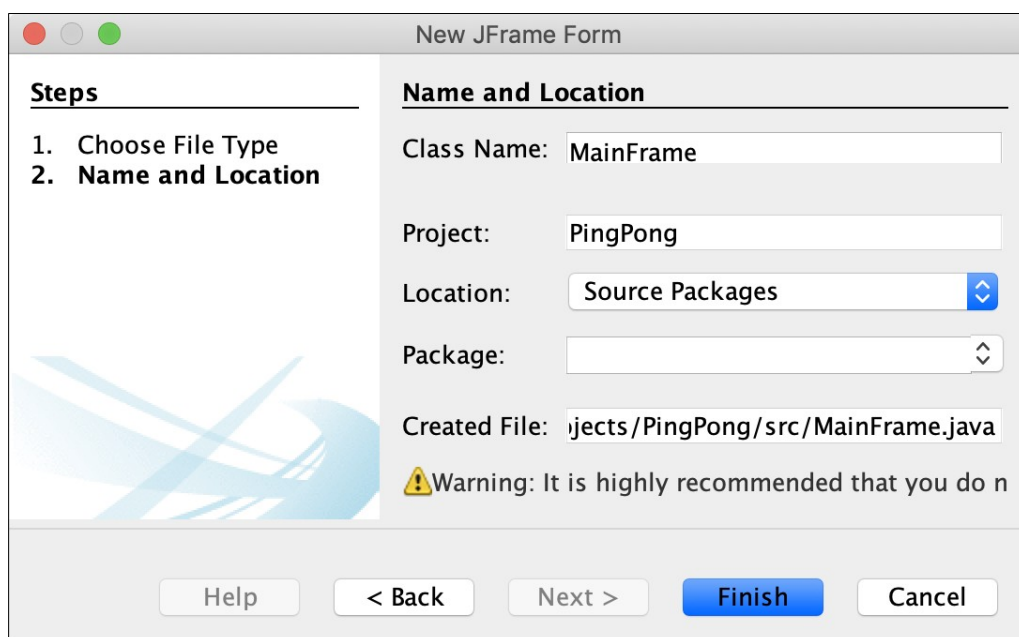 New JFrame Form
Steps
1. Choose File Type
2. Name and Location
Name and Location
Class Name: MainFrame
Project: PingPong
Location: Source Packages
Package:
Created File: jects/PingPong/src/MainFrame.java
Warning: It is highly recommended that you do n
Help
< Back
Next >
Finish
Cancel